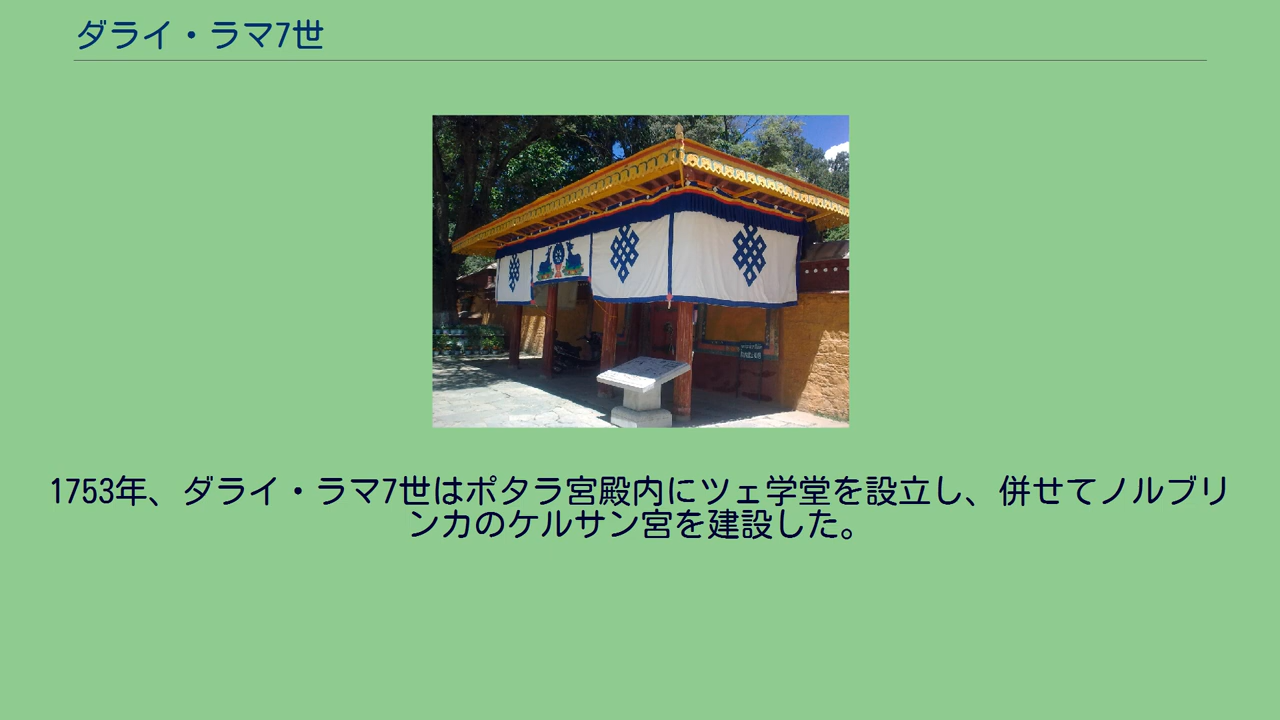 ダライ・ラマ7世
1753年、ダライ・ラマ7世はポタラ宮殿内にツェ学堂を設立し、併せてノルブリ
ンカのケルサン宮を建設した。